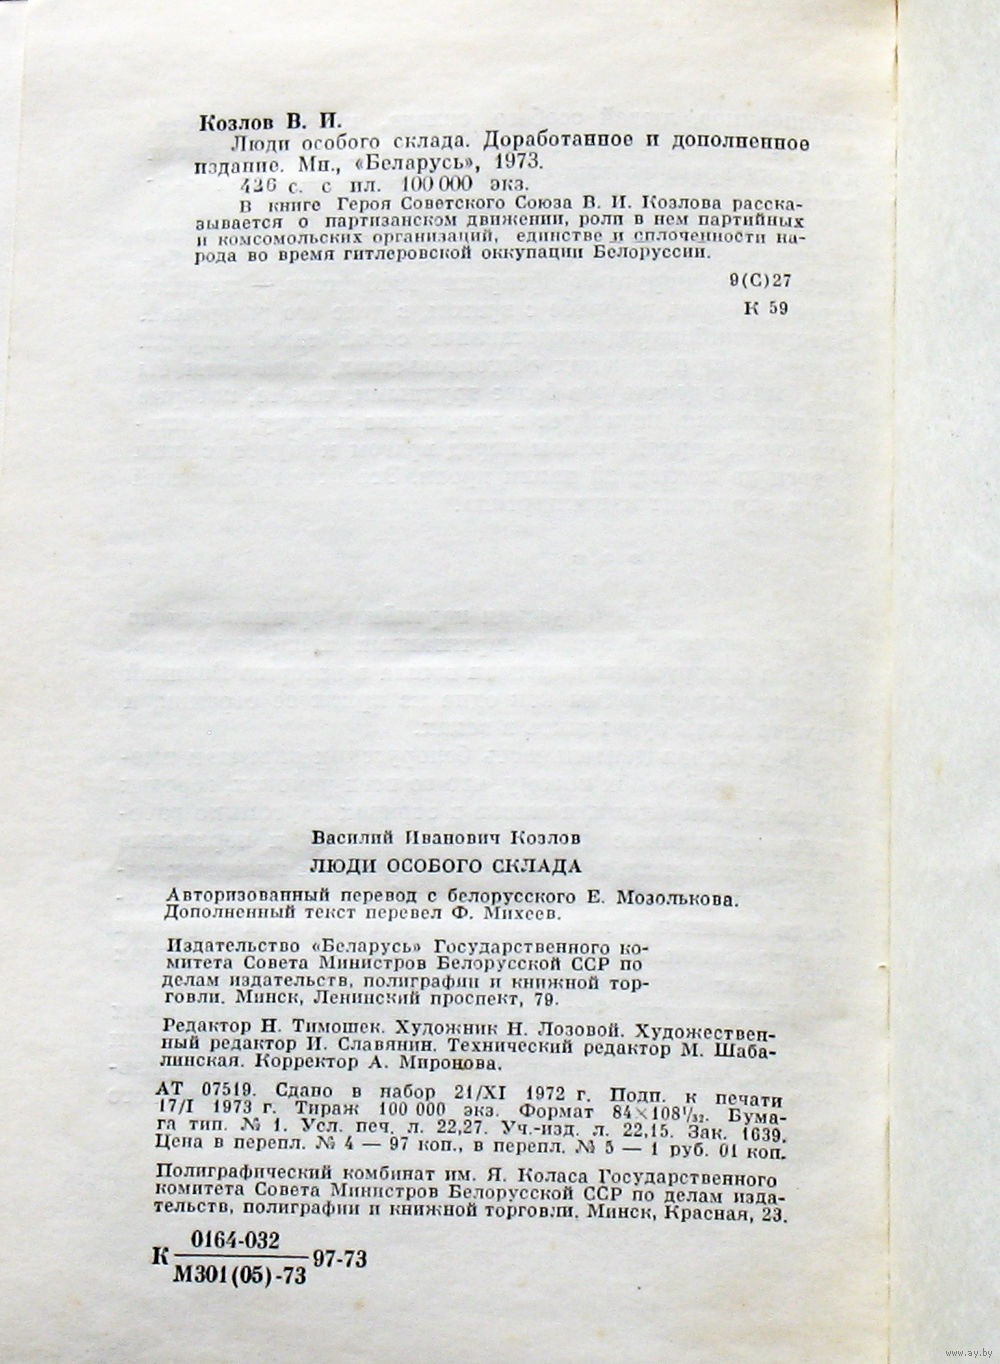 Козлов В. И.
Люди особого склада. Доработанное и дополненное
издание. Мн., «Беларусь», 1973.
426 с. с ил. 100 000 экз.
В книге Героя Советского Союза В. И. Козлова расска-
зывается о партизанском движении, роли в нем партийных
и комсомольских организаций, единстве и сплоченности на-
рода во время гитлеровской оккупации Белоруссии.
9(С)27
К 59
Василий Иванович Козлов
ЛЮДИ ОСОБОГО СКЛАДА
Авторизованный перевод с белорусского Е. Мозолькова.
Дополненный текст перевел Ф. Михеев.
Издательство «Беларусь» Государственного ко-
митета Совета Министров Белорусской ССР по
делам издательств, полиграфии и книжной тор-
говли. Минск, Ленинский проспект, 79.
Редактор Н. Тимошек. Художник Н. Лозовой. Художествен-
ный редактор И. Славянин. Технический редактор М. Шаба-
линская. Корректор А. Миронова.
АТ 07519. Сдано в набор 21/XI 1972 г. Подп. к печати
17/I 1973 г. Тираж 100 000 экз. Формат 84×108¹/₃₂. Бума-
га тип. № 1. Усл. печ. л. 22,27. Уч.-изд. л. 22,15. Зак. 1639.
Цена в перепл. № 4 — 97 коп., в перепл. № 5 — 1 руб. 01 коп.
Полиграфический комбинат им. Я. Коласа Государственного
комитета Совета Министров Белорусской ССР по делам изда-
тельств, полиграфии и книжной торговли. Минск, Красная, 23.
0164-032
К 97-73
М301(05)-73
www.ay.by